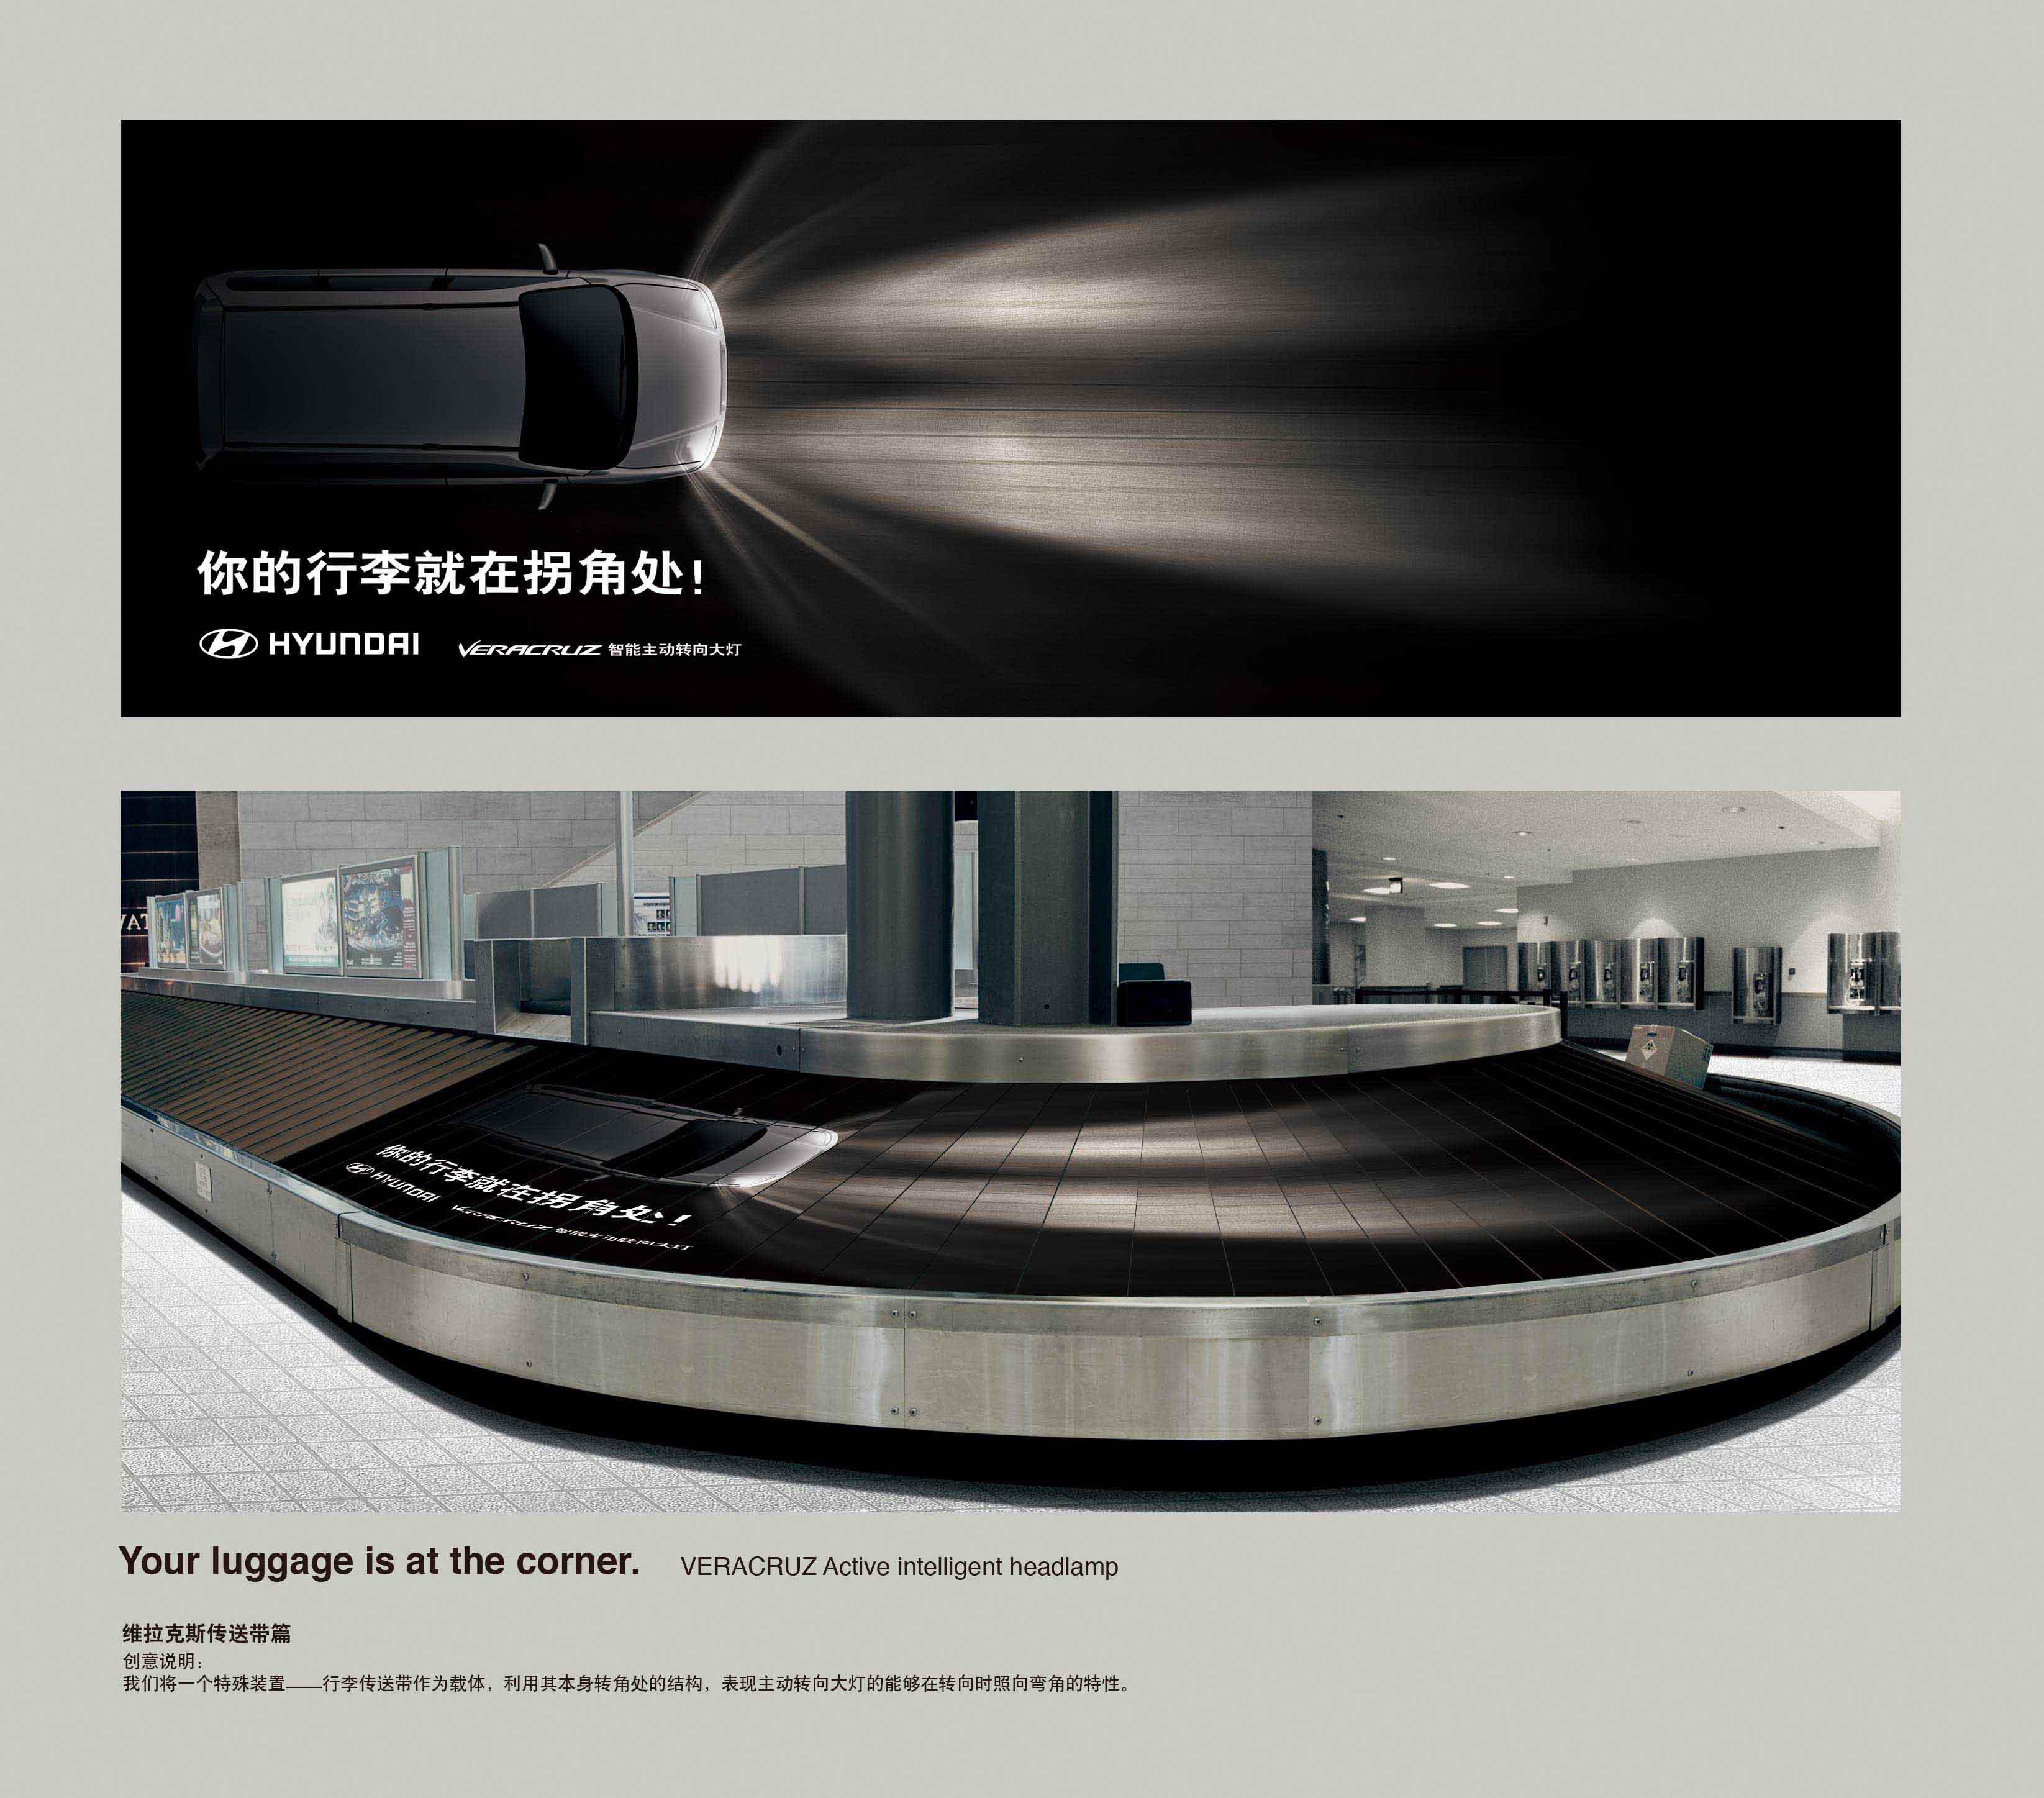 你的行李就在拐角处!
HYUNDAI VERACRUZ 智能主动转向大灯
你的行李就在拐角处!
HYUNDAI
VERACRUZ 智能主动转向大灯
Your luggage is at the corner. VERACRUZ Active intelligent headlamp
维拉克斯传送带篇
创意说明:
我们将一个特殊装置——行李传送带作为载体，利用其本身转角处的结构，表现主动转向大灯的能够在转向时照向弯角的特性。